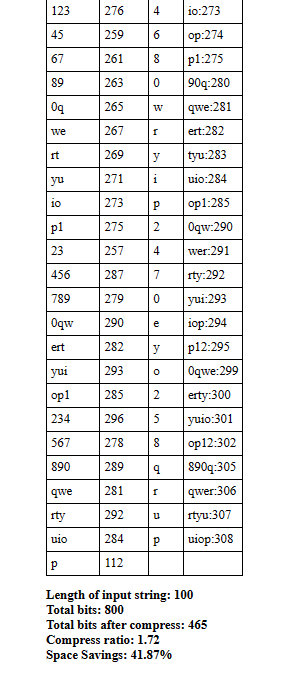 123 276 4 io:273
45 259 6 op:274
67 261 8 p1:275
89 263 0 90q:280
0q 265 w qwe:281
we 267 r ert:282
rt 269 y tyu:283
yu 271 i uio:284
io 273 p op1:285
p1 275 2 0qw:290
23 257 4 wer:291
456 287 7 rty:292
789 279 0 yui:293
0qw 290 e iop:294
ert 282 y p12:295
yui 293 o 0qwe:299
op1 285 2 erty:300
234 296 5 yuio:301
567 278 8 op12:302
890 289 q 890q:305
qwe 281 r qwer:306
rty 292 u rtyu:307
uio 284 p uiop:308
p 112
Length of input string: 100
Total bits: 800
Total bits after compress: 465
Compress ratio: 1.72
Space Savings: 41.87%